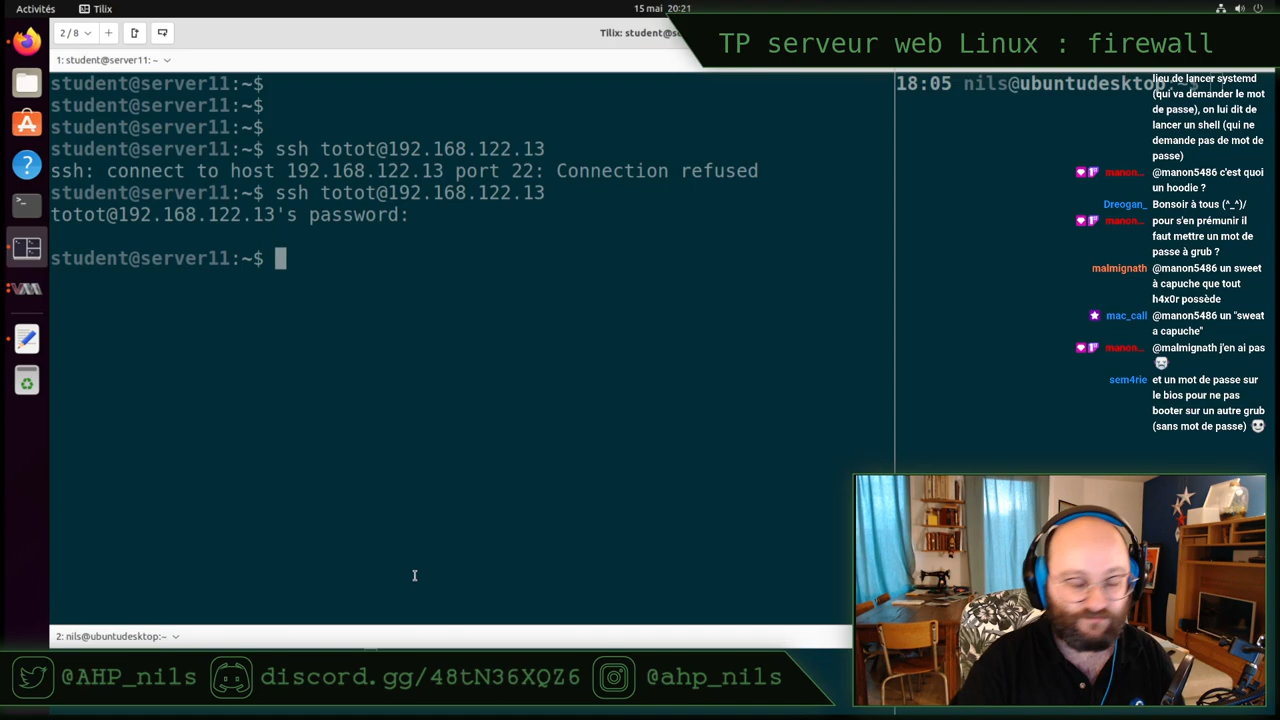 Activités
Tilix
15 mai 20:21
2/8
Tilix: student@se
TP serveur web Linux : firewall
1: student@server11: ~
student@server11:~$
student@server11:~$
student@server11:~$
student@server11:~$ ssh totot@192.168.122.13
ssh: connect to host 192.168.122.13 port 22: Connection refused
student@server11:~$ ssh totot@192.168.122.13
totot@192.168.122.13's password:
student@server11:~$
18:05 nils@ubuntudesktop:~$
lieu de lancer systemd
(qui va demander le mot
de passe), on lui dit de
lancer un shell (qui ne
demande pas de mot de
passe)
manon... @manon5486 c'est quoi
un hoodie ?
Dreogan_ Bonsoir à tous (^_^)/
manon... pour s'en prémunir il
faut mettre un mot de
passe à grub ?
malmignath @manon5486 un sweet
à capuche que tout
h4x0r possède
mac_call @manon5486 un "sweat
a capuche"
manon... @malmignath j'en ai pas
sem4rie et un mot de passe sur
le bios pour ne pas
booter sur un autre grub
(sans mot de passe)
2: nils@ubuntudesktop:~
@AHP_nils
discord.gg/48tN36XQZ6
@ahp_nils